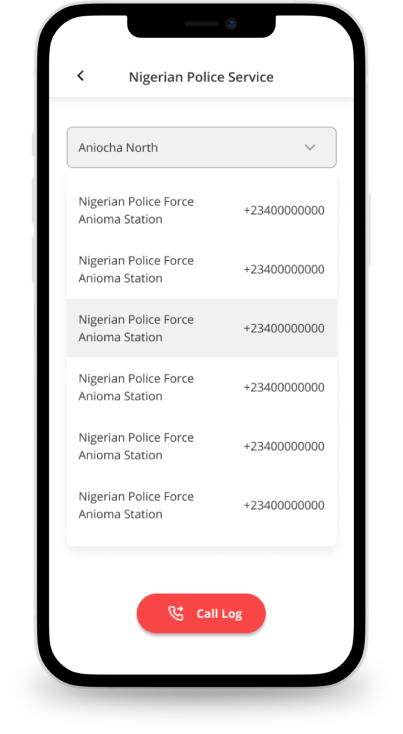 Nigerian Police Service
Aniocha North
Nigerian Police Force
Anioma Station
+23400000000
Nigerian Police Force
Anioma Station
+23400000000
Nigerian Police Force
Anioma Station
+23400000000
Nigerian Police Force
Anioma Station
+23400000000
Nigerian Police Force
Anioma Station
+23400000000
Nigerian Police Force
Anioma Station
+23400000000
Call Log